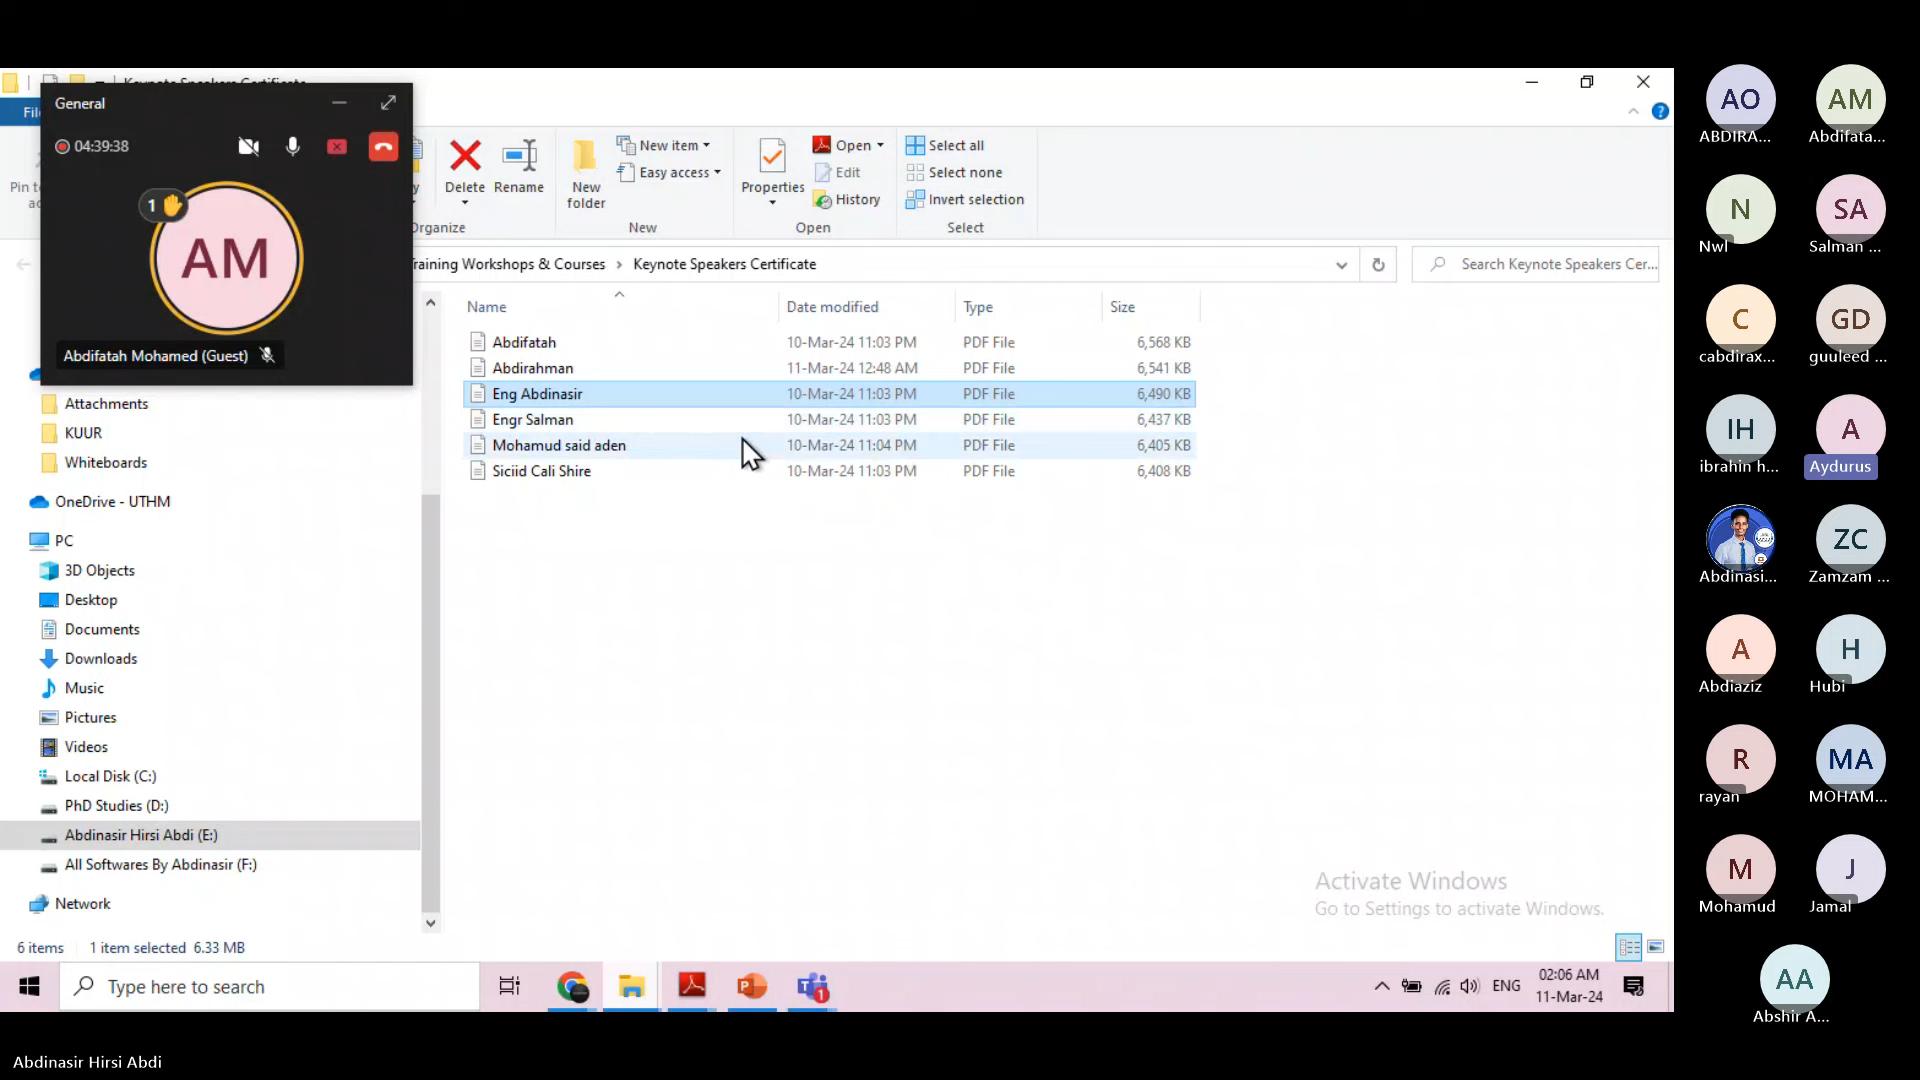 Keynote Speakers Certificate
General
04:39:38
1
AM
Abdifatah Mohamed (Guest)
Delete
Rename
New folder
New item
Easy access
New
Properties
Open
Edit
History
Open
Select all
Select none
Invert selection
Select
Keynote Speakers Certificate
Search Keynote Speakers Cer...
Name
Date modified
Type
Size
Abdifatah 10-Mar-24 11:03 PM PDF File 6,568 KB
Abdirahman 11-Mar-24 12:48 AM PDF File 6,541 KB
Eng Abdinasir 10-Mar-24 11:03 PM PDF File 6,490 KB
Engr Salman 10-Mar-24 11:03 PM PDF File 6,437 KB
Mohamud said aden 10-Mar-24 11:04 PM PDF File 6,405 KB
Siciid Cali Shire 10-Mar-24 11:03 PM PDF File 6,408 KB
Attachments
KUUR
Whiteboards
OneDrive - UTHM
PC
3D Objects
Desktop
Documents
Downloads
Music
Pictures
Videos
Local Disk (C:)
PhD Studies (D:)
Abdinasir Hirsi Abdi (E:)
All Softwares By Abdinasir (F:)
Network
6 items 1 item selected 6.33 MB
Activate Windows
Go to Settings to activate Windows.
Type here to search
1
ENG
02:06 AM
11-Mar-24
AO
ABDIRA...
AM
Abdifata...
N
Nwl
SA
Salman ...
C
cabdirax...
GD
guuleed ...
IH
ibrahin h...
A
Aydurus
Abdinasi...
ZC
Zamzam ...
A
Abdiaziz
H
Hubi
R
rayan
MA
MOHAM...
M
Mohamud
J
Jamal
AA
Abshir A...
Abdinasir Hirsi Abdi